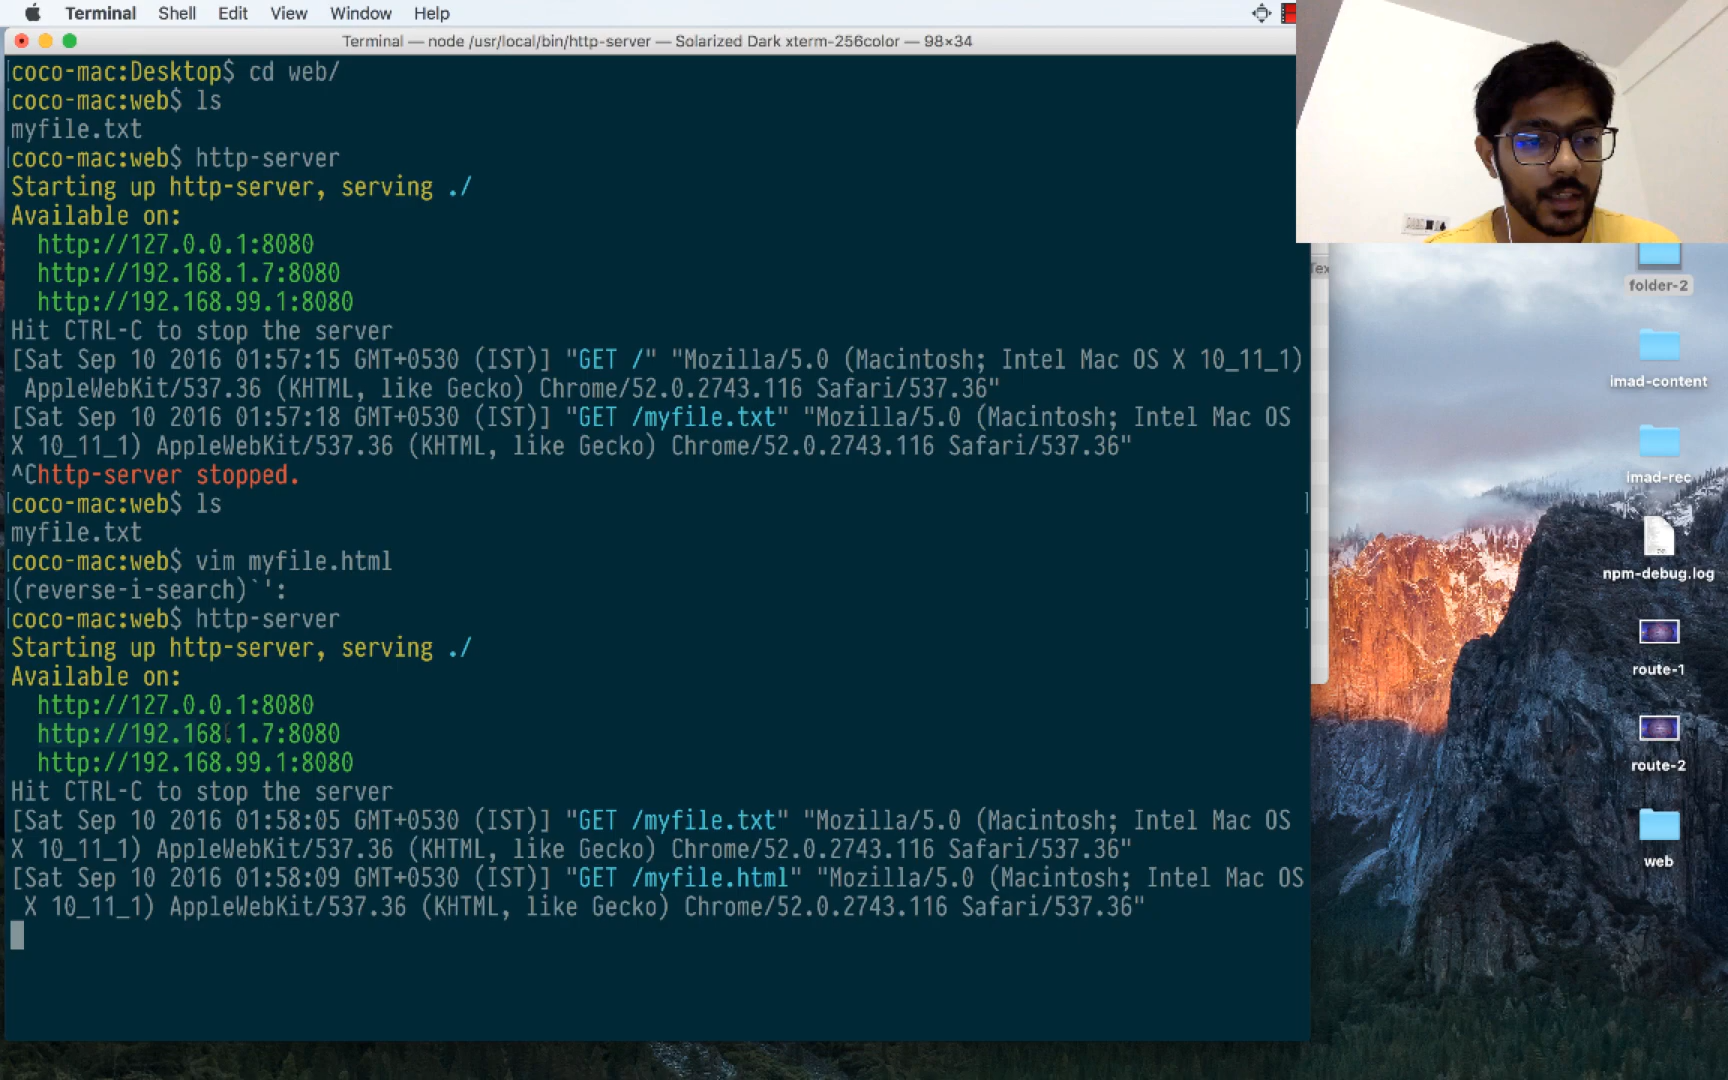 Terminal Shell Edit View Window Help
Terminal — node /usr/local/bin/http-server — Solarized Dark xterm-256color — 98×34
coco-mac:Desktop$ cd web/
coco-mac:web$ ls
myfile.txt
coco-mac:web$ http-server
Starting up http-server, serving ./
Available on:
http://127.0.0.1:8080
http://192.168.1.7:8080
http://192.168.99.1:8080
Hit CTRL-C to stop the server
[Sat Sep 10 2016 01:57:15 GMT+0530 (IST)] "GET /" "Mozilla/5.0 (Macintosh; Intel Mac OS X 10_11_1)
AppleWebKit/537.36 (KHTML, like Gecko) Chrome/52.0.2743.116 Safari/537.36"
[Sat Sep 10 2016 01:57:18 GMT+0530 (IST)] "GET /myfile.txt" "Mozilla/5.0 (Macintosh; Intel Mac OS
X 10_11_1) AppleWebKit/537.36 (KHTML, like Gecko) Chrome/52.0.2743.116 Safari/537.36"
^Chttp-server stopped.
coco-mac:web$ ls
myfile.txt
coco-mac:web$ vim myfile.html
(reverse-i-search)`':
coco-mac:web$ http-server
Starting up http-server, serving ./
Available on:
http://127.0.0.1:8080
http://192.168.1.7:8080
http://192.168.99.1:8080
Hit CTRL-C to stop the server
[Sat Sep 10 2016 01:58:05 GMT+0530 (IST)] "GET /myfile.txt" "Mozilla/5.0 (Macintosh; Intel Mac OS
X 10_11_1) AppleWebKit/537.36 (KHTML, like Gecko) Chrome/52.0.2743.116 Safari/537.36"
[Sat Sep 10 2016 01:58:09 GMT+0530 (IST)] "GET /myfile.html" "Mozilla/5.0 (Macintosh; Intel Mac OS
X 10_11_1) AppleWebKit/537.36 (KHTML, like Gecko) Chrome/52.0.2743.116 Safari/537.36"
folder-2
imad-content
imad-rec
npm-debug.log
route-1
route-2
web